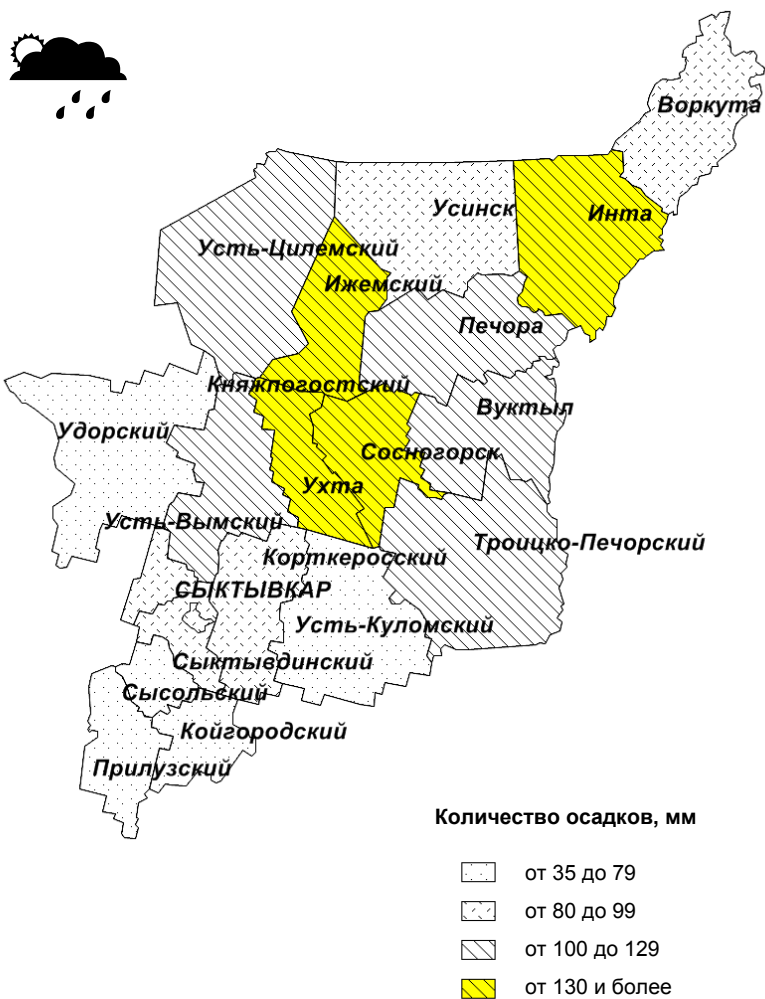 Воркута
Усинск
Инта
Усть-Цилемский
Ижемский
Печора
Княжпогостский
Вуктыл
Удорский
Сосногорск
Ухта
Усть-Вымский
Троицко-Печорский
Корткеросский
СЫКТЫВКАР
Усть-Куломский
Сыктывдинский
Сысольский
Койгородский
Прилузский
Количество осадков, мм
от 35 до 79
от 80 до 99
от 100 до 129
от 130 и более